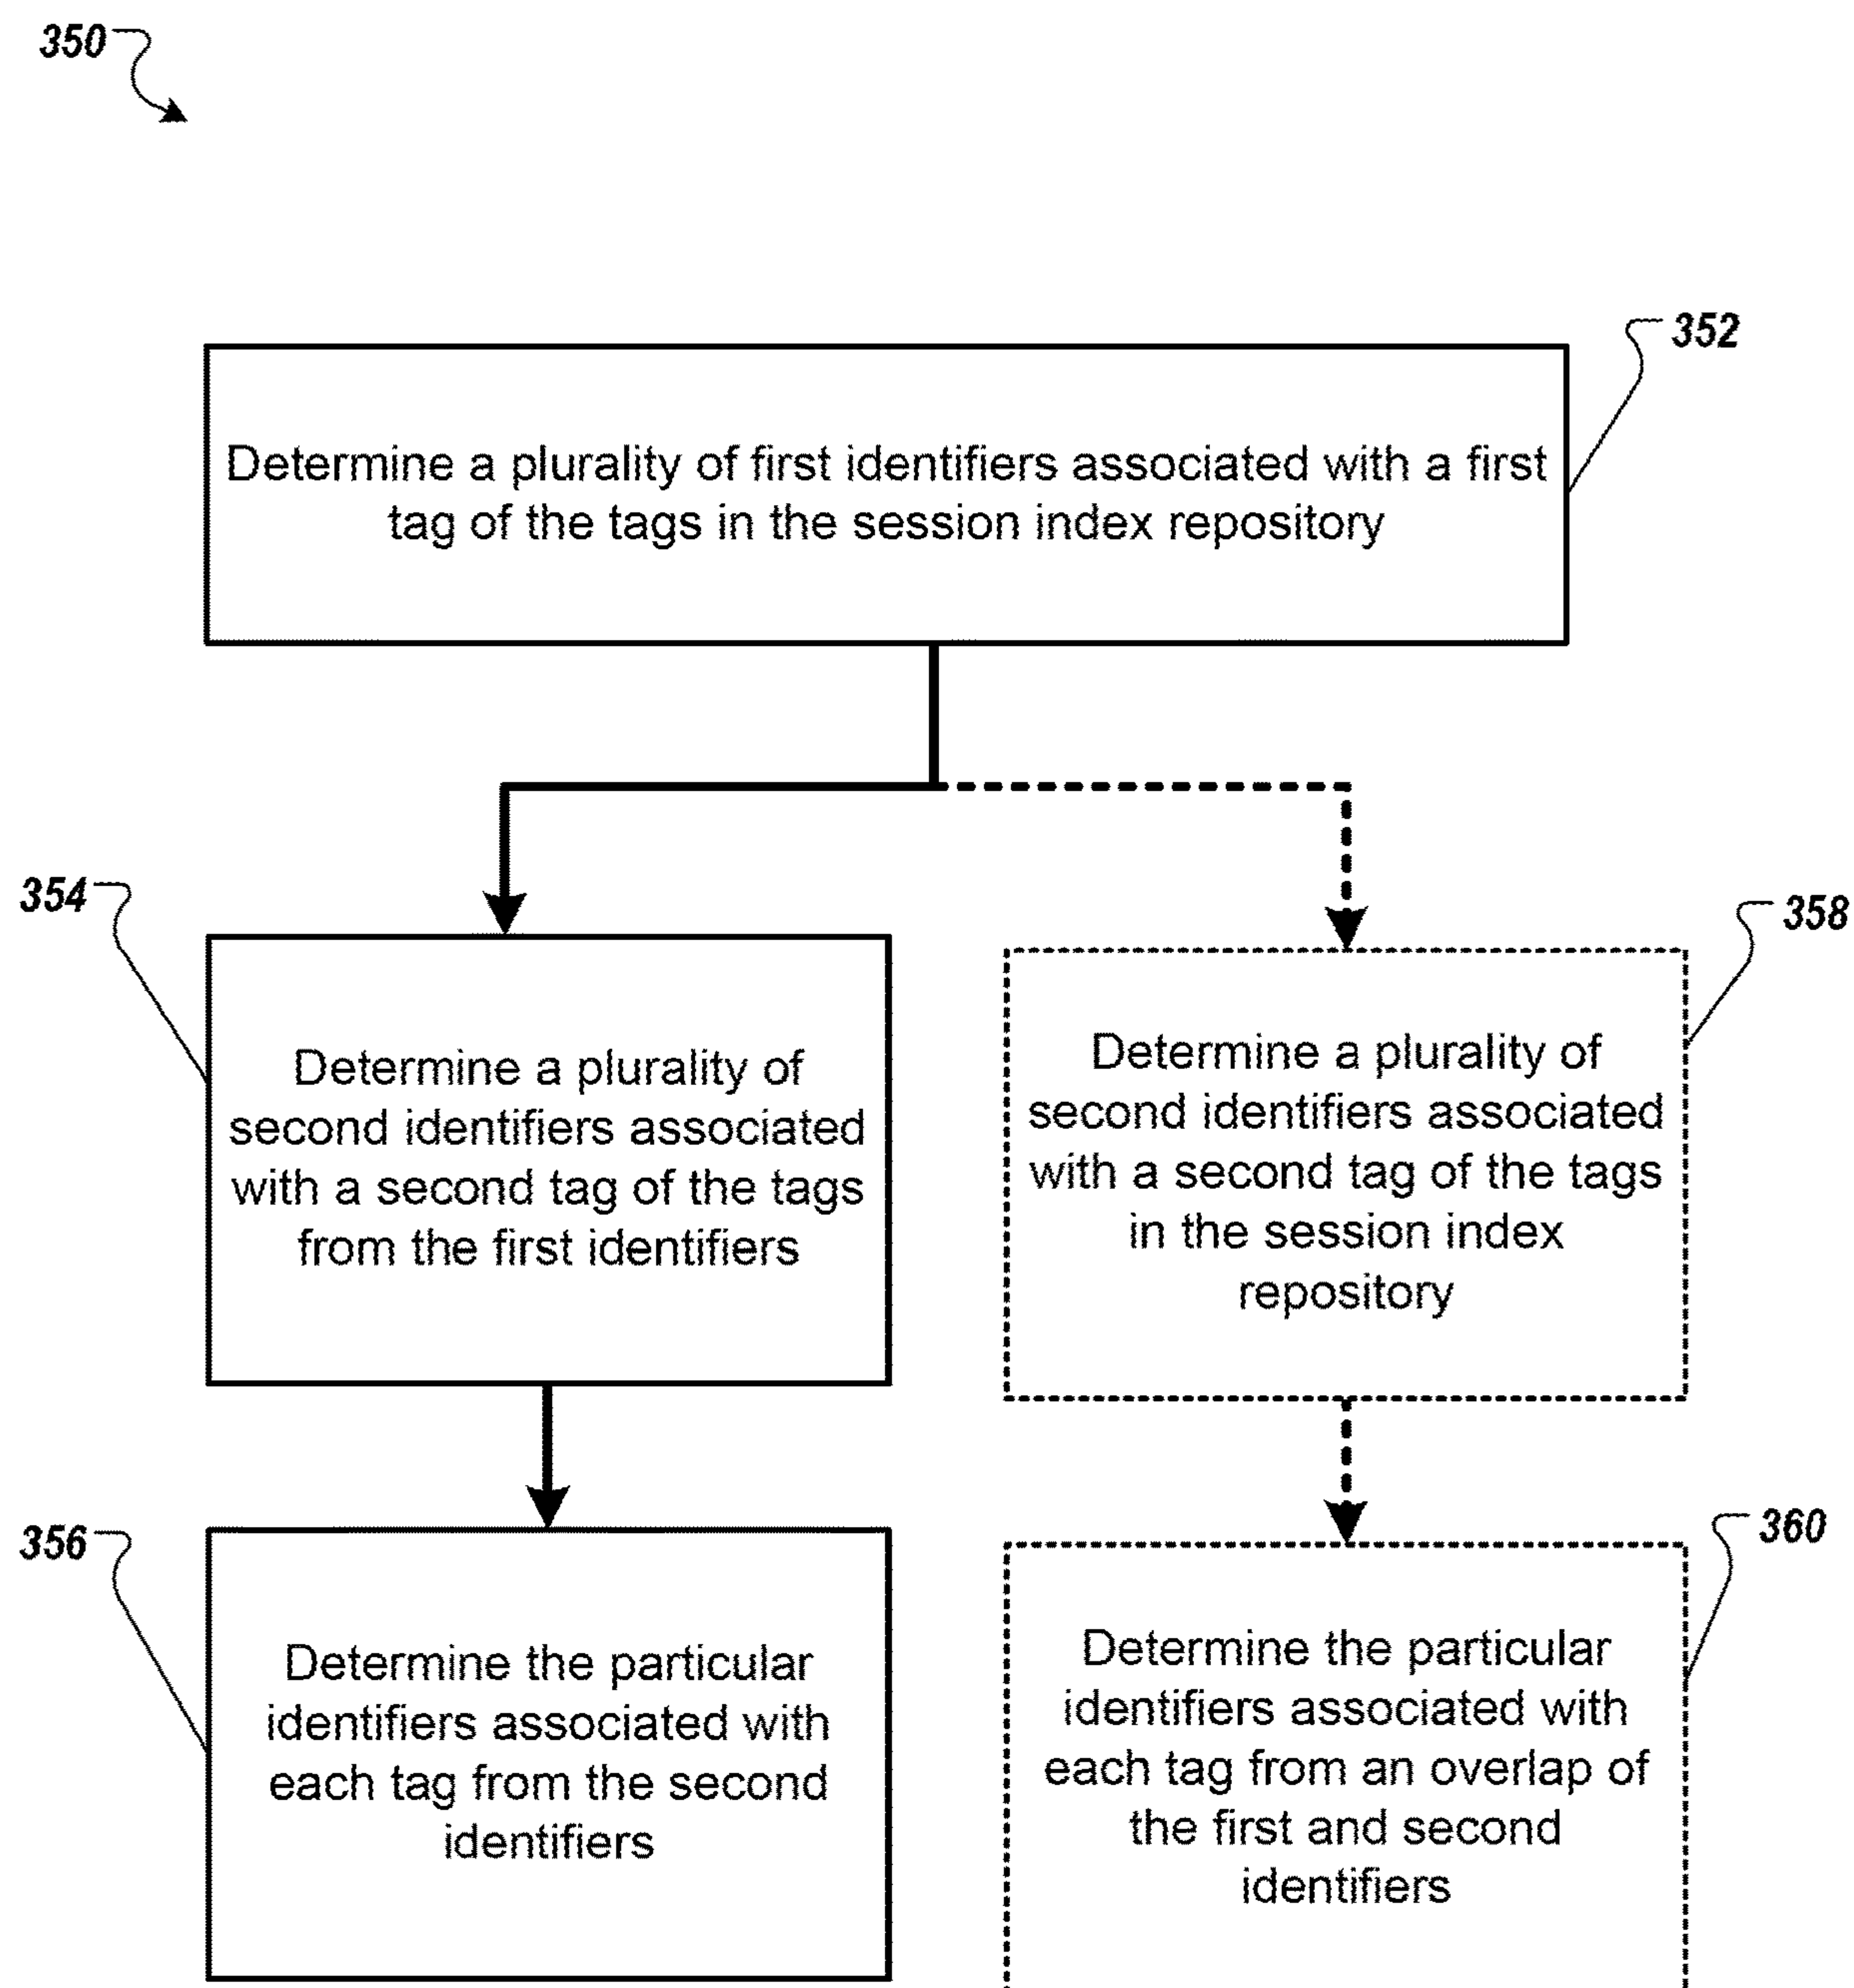 350
352
Determine a plurality of first identifiers associated with a first
tag of the tags in the session index repository
354
Determine a plurality of
second identifiers associated
with a second tag of the tags
from the first identifiers
358
Determine a plurality of
second identifiers associated
with a second tag of the tags
in the session index
repository
356
Determine the particular
identifiers associated with
each tag from the second
identifiers
360
Determine the particular
identifiers associated with
each tag from an overlap of
the first and second
identifiers